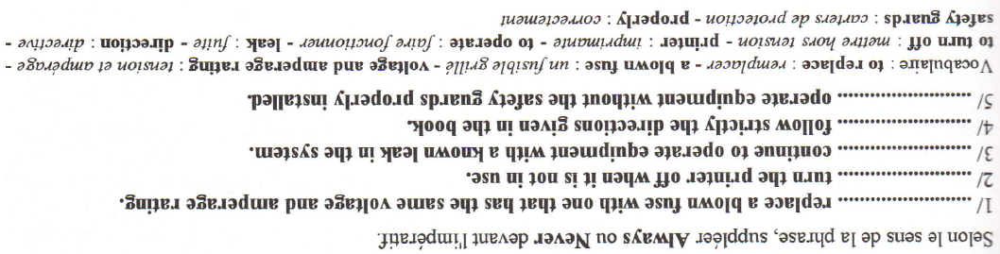 Selon le sens de la phrase, suppléer Always ou Never devant l'impératif.
1/ ........................... replace a blown fuse with one that has the same voltage and amperage rating.
2/ ........................... turn the printer off when it is not in use.
3/ ........................... continue to operate equipment with a known leak in the system.
4/ ........................... follow strictly the directions given in the book.
5/ ........................... operate equipment without the safety guards properly installed.
Vocabulaire : to replace : remplacer - a blown fuse : un fusible grillé - voltage and amperage rating : tension et ampérage -
to turn off : mettre hors tension - printer : imprimante - to operate : faire fonctionner - leak : fuite - direction : directive -
safety guards : carters de protection - properly : correctement